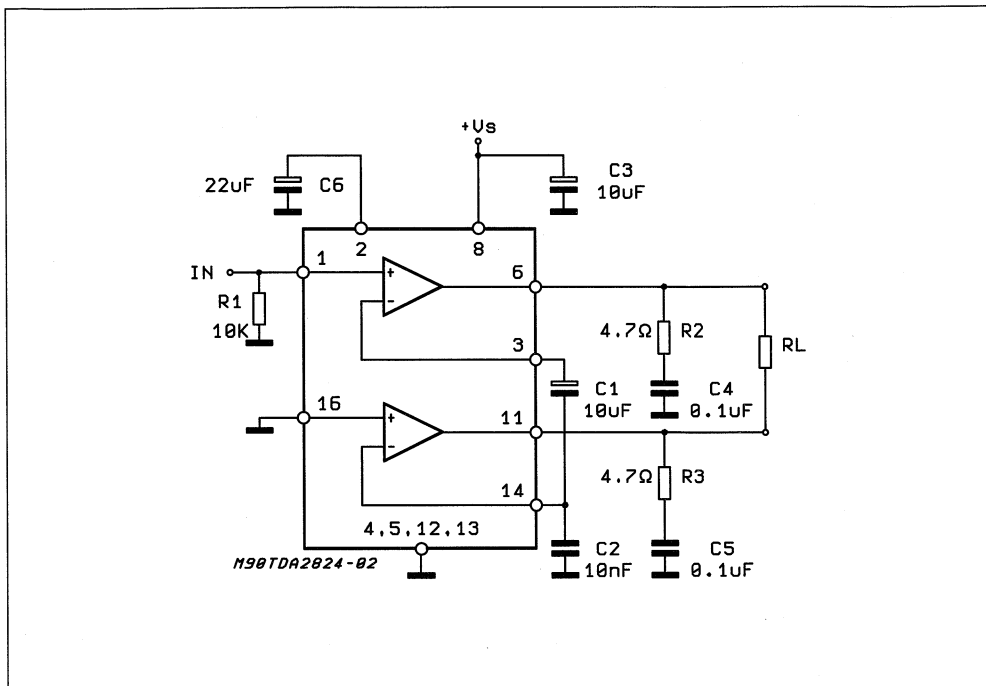 +Vs
22uF C6
C3
10uF
2
8
IN
1
+
-
6
R1
10K
4.7Ω R2
RL
3
C1
10uF
C4
0.1uF
16
+
-
11
4.7Ω R3
14
4,5,12,13
C2
10nF
C5
0.1uF
M90TDA2824-02